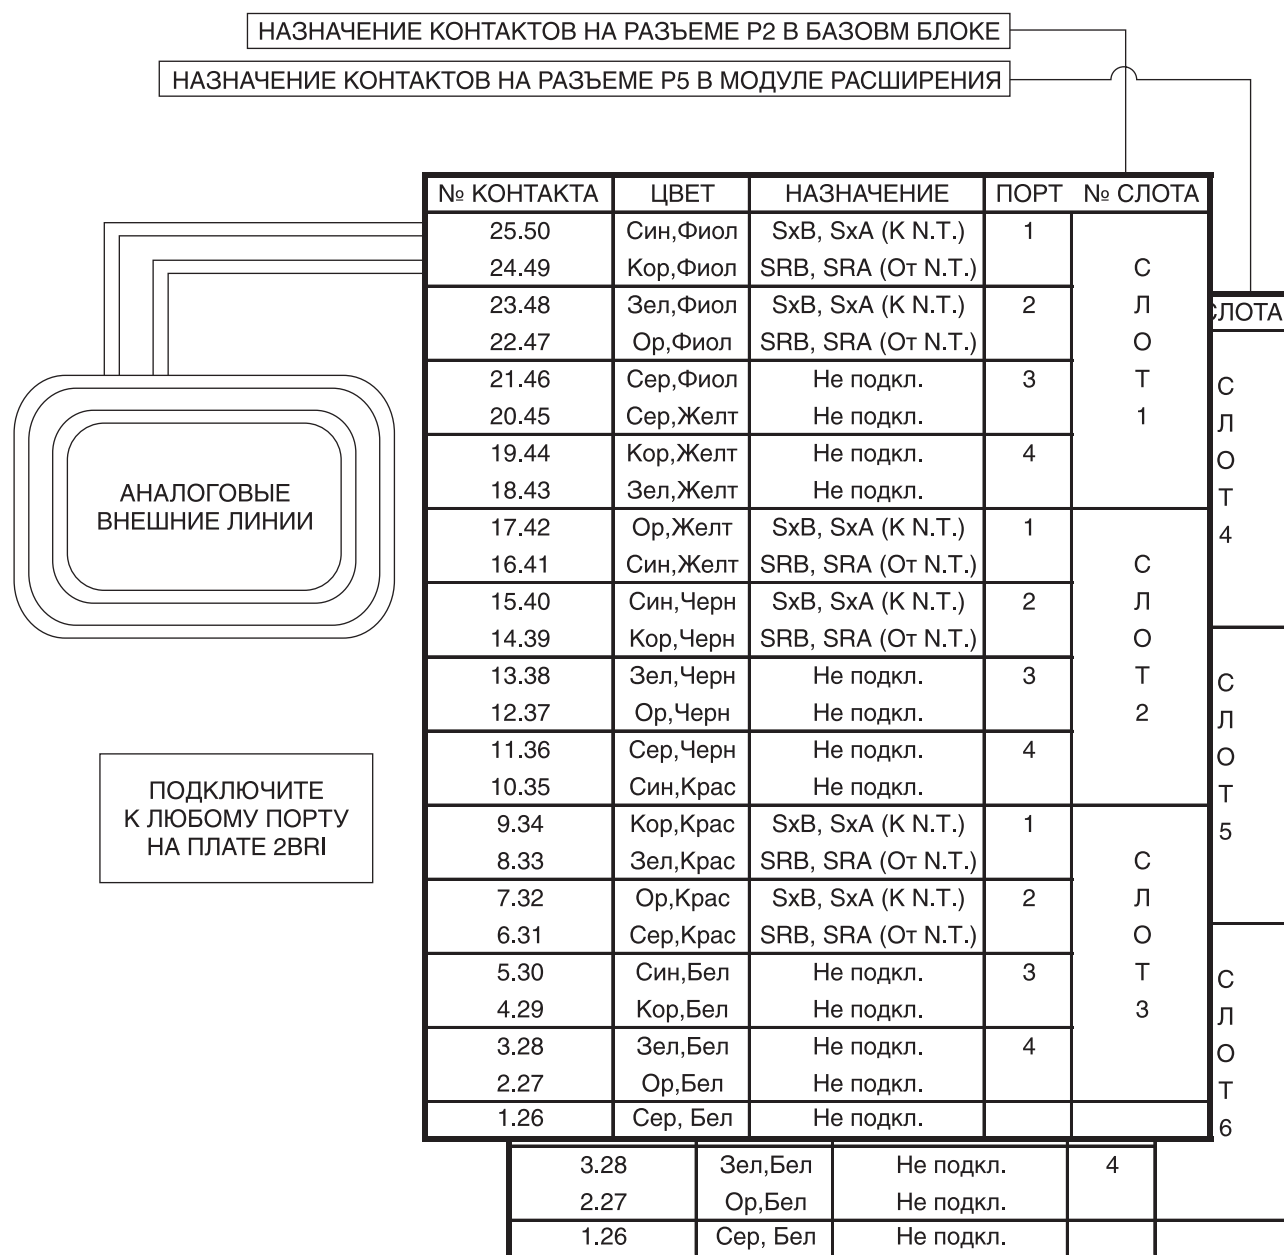 НАЗНАЧЕНИЕ КОНТАКТОВ НА РАЗЪЕМЕ P2 В БАЗОВМ БЛОКЕ
НАЗНАЧЕНИЕ КОНТАКТОВ НА РАЗЪЕМЕ P5 В МОДУЛЕ РАСШИРЕНИЯ
№ КОНТАКТА ЦВЕТ НАЗНАЧЕНИЕ ПОРТ № СЛОТА
25.50 Син,Фиол SxB, SxA (К N.T.) 1
24.49 Кор,Фиол SRB, SRA (От N.T.)
23.48 Зел,Фиол SxB, SxA (К N.T.) 2
22.47 Ор,Фиол SRB, SRA (От N.T.)
21.46 Сер,Фиол Не подкл. 3
20.45 Сер,Желт Не подкл.
19.44 Кор,Желт Не подкл. 4
18.43 Зел,Желт Не подкл.
СЛОТ 1
17.42 Ор,Желт SxB, SxA (К N.T.) 1
16.41 Син,Желт SRB, SRA (От N.T.)
15.40 Син,Черн SxB, SxA (К N.T.) 2
14.39 Кор,Черн SRB, SRA (От N.T.)
13.38 Зел,Черн Не подкл. 3
12.37 Ор,Черн Не подкл.
11.36 Сер,Черн Не подкл. 4
10.35 Син,Крас Не подкл.
СЛОТ 2
9.34 Кор,Крас SxB, SxA (К N.T.) 1
8.33 Зел,Крас SRB, SRA (От N.T.)
7.32 Ор,Крас SxB, SxA (К N.T.) 2
6.31 Сер,Крас SRB, SRA (От N.T.)
5.30 Син,Бел Не подкл. 3
4.29 Кор,Бел Не подкл.
3.28 Зел,Бел Не подкл. 4
2.27 Ор,Бел Не подкл.
СЛОТ 3
1.26 Сер, Бел Не подкл.
СЛОТА
СЛОТ 4
СЛОТ 5
СЛОТ 6
3.28 Зел,Бел Не подкл. 4
2.27 Ор,Бел Не подкл.
1.26 Сер, Бел Не подкл.
АНАЛОГОВЫЕ
ВНЕШНИЕ ЛИНИИ
ПОДКЛЮЧИТЕ
К ЛЮБОМУ ПОРТУ
НА ПЛАТЕ 2BRI